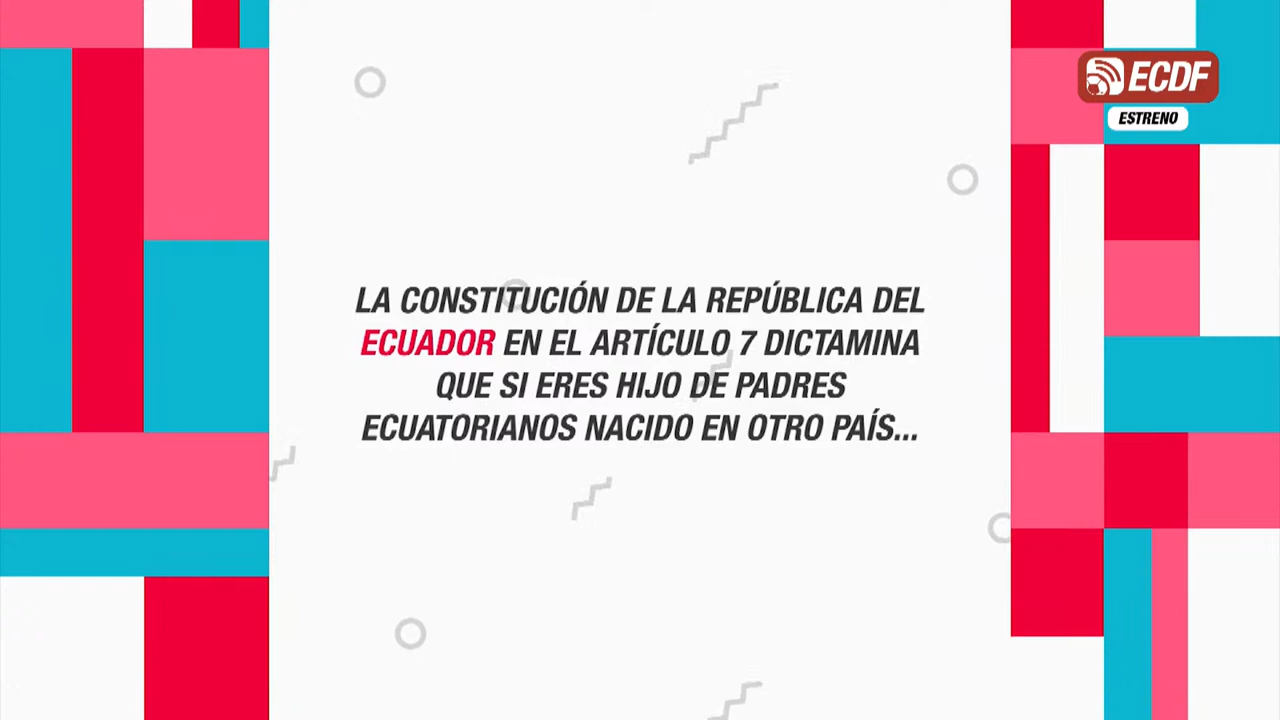 ECDF
ESTRENO
LA CONSTITUCIÓN DE LA REPÚBLICA DEL
ECUADOR EN EL ARTÍCULO 7 DICTAMINA
QUE SI ERES HIJO DE PADRES
ECUATORIANOS NACIDO EN OTRO PAÍS...